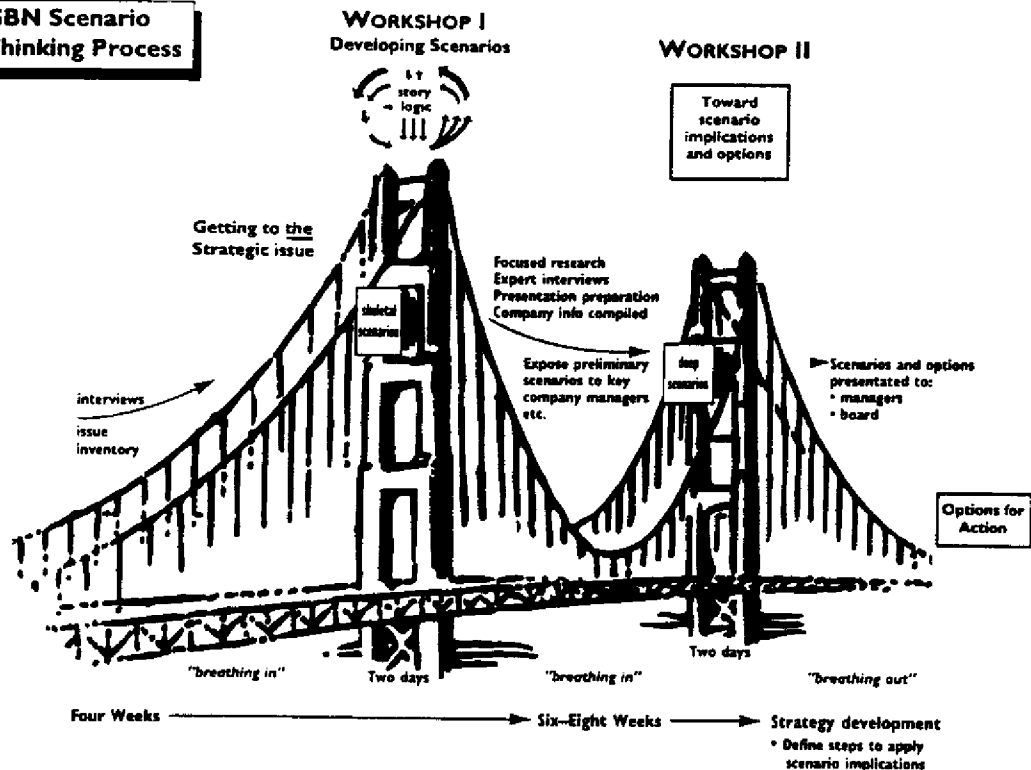 GBN Scenario
Thinking Process
WORKSHOP I
Developing Scenarios
story
logic
WORKSHOP II
Toward
scenario
implications
and options
Getting to the
Strategic issue
skeletal
scenarios
Focused research
Expert interviews
Presentation preparation
Company info compiled
Expose preliminary
scenarios to key
company managers
etc.
deep
scenarios
Scenarios and options
presentated to:
• managers
• board
interviews
issue
inventory
Options for
Action
"breathing in"
Two days
"breathing in"
Two days
"breathing out"
Four Weeks
Six–Eight Weeks
Strategy development
• Define steps to apply
scenario implications